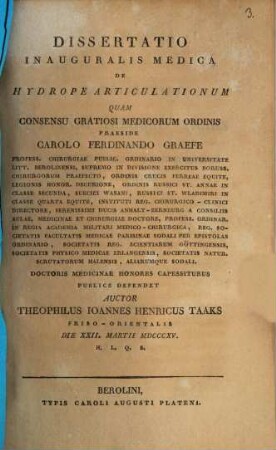 3.
DISSERTATIO
INAUGURALIS MEDICA
DE
HYDROPE ARTICULATIONUM
QUAM
CONSENSU GRATIOSI MEDICORUM ORDINIS
PRAESIDE
CAROLO FERDINANDO GRAEFE
PROFESS. CHIRURGIAE PUBLIC. ORDINARIO IN UNIVERSITATE
LITT. BEROLINENSI, SUPREMO IN DIVISIONE EXERCITUS BORUSS.
CHIRURGORUM PRAEFECTO, ORDINIS CRUCIS FERREAE EQUITE,
LEGIONIS HONOR. DECURIONE, ORDINIS RUSSICI ST. ANNAE IN
CLASSE SECUNDA, SUECICI WASAEI, RUSSICI ST. WLADIMIRI IN
CLASSE QUARTA EQUITE, INSTITUTI REG. CHIRURGICO-CLINICI
DIRECTORE, SERENISSIMI DUCIS ANHALT-BERNBURG A CONSILIIS
AULAE, MEDICINAE ET CHIRURGIAE DOCTORE, PROFESS. ORDINAR.
IN REGIA ACADEMIA MILITARI MEDICO-CHIRURGICA, REG. SO-
CIETATIS FACULTATIS MEDICAE PARISINAE SODALI PER EPISTOLAS
ORDINARIO, SOCIETATIS REG. SCIENTIARUM GÖTTINGENSIS,
SOCIETATIS PHYSICO MEDICAE ERLANGENSIS, SOCIETATIS NATUR.
SCRUTATORUM HALENSIS, ALIARUMQUE SODALI.
DOCTORIS MEDICINAE HONORES CAPESSITURUS
PUBLICE DEFENDET
AUCTOR
THEOPHILUS IOANNES HENRICUS TAAKS
FRISO-ORIENTALIS
DIE XXII. MARTII MDCCCXV.
H. L. Q. S.
BEROLINI,
TYPIS CAROLI AUGUSTI PLATENI.